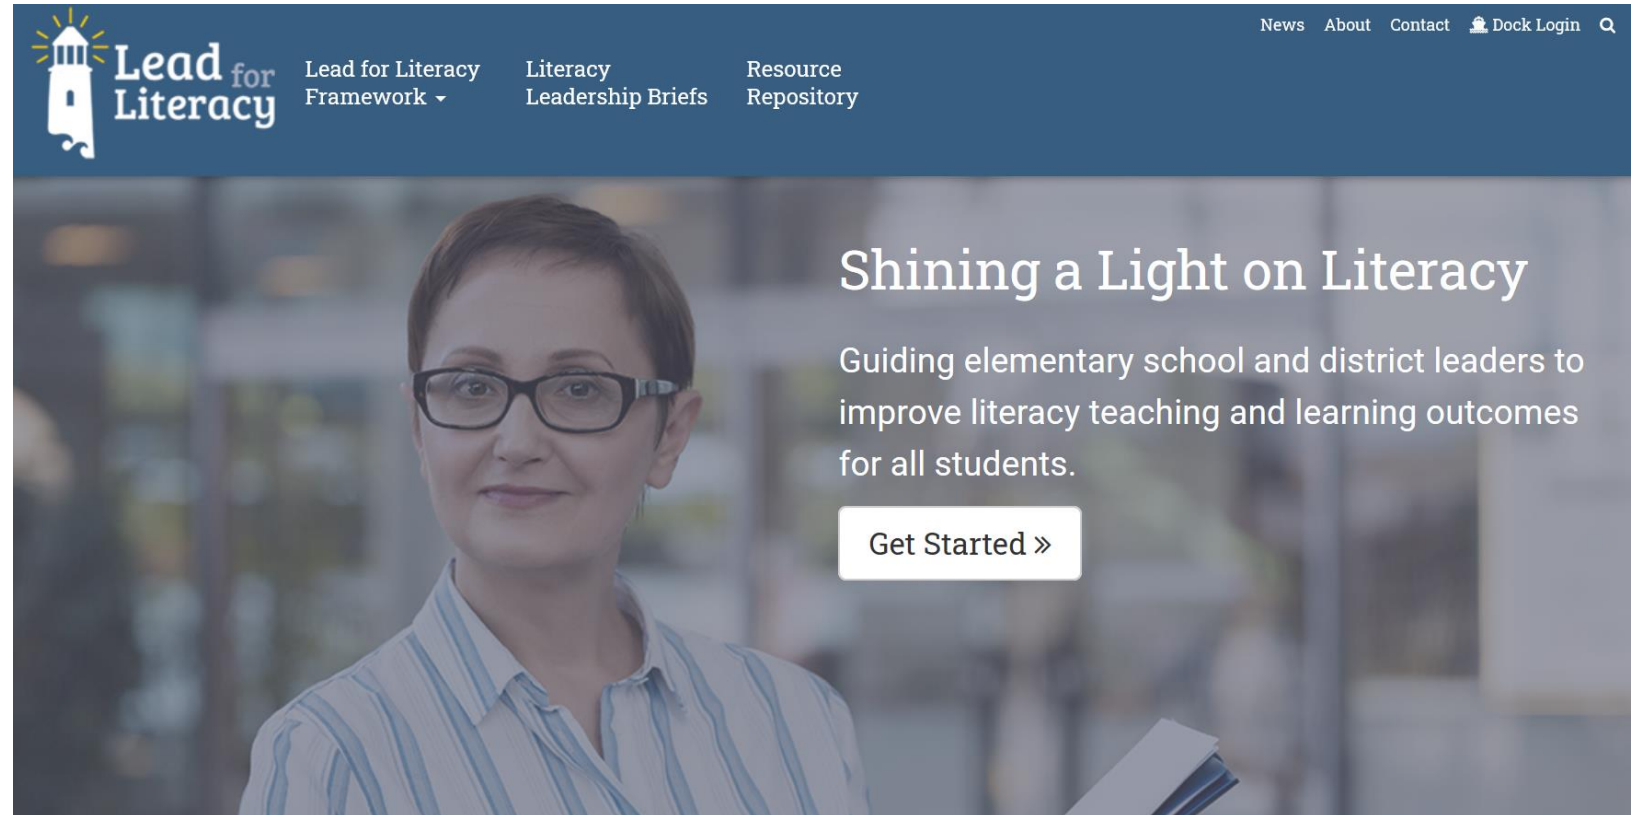 News About Contact Dock Login
Lead for
Literacy
Lead for Literacy
Framework
Literacy
Leadership Briefs
Resource
Repository
Shining a Light on Literacy
Guiding elementary school and district leaders to
improve literacy teaching and learning outcomes
for all students.
Get Started »